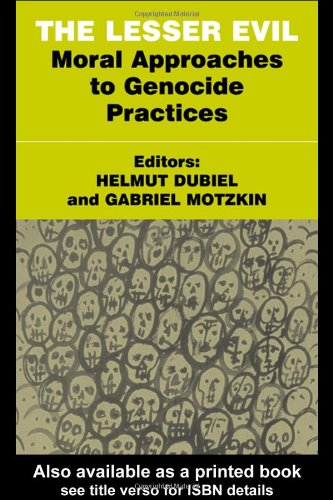 THE LESSER EVIL
Moral Approaches
to Genocide
Practices
Editors:
HELMUT DUBIEL
and GABRIEL MOTZKIN
Also available as a printed book
see title verso for ISBN details